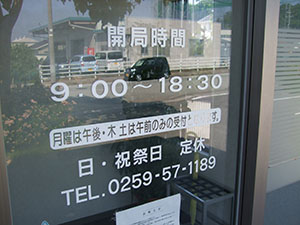 開局時間
9:00～18:30
月曜は午後・木 土は午前のみの受付です。
日・祝祭日 定休
TEL. 0259-57-1189